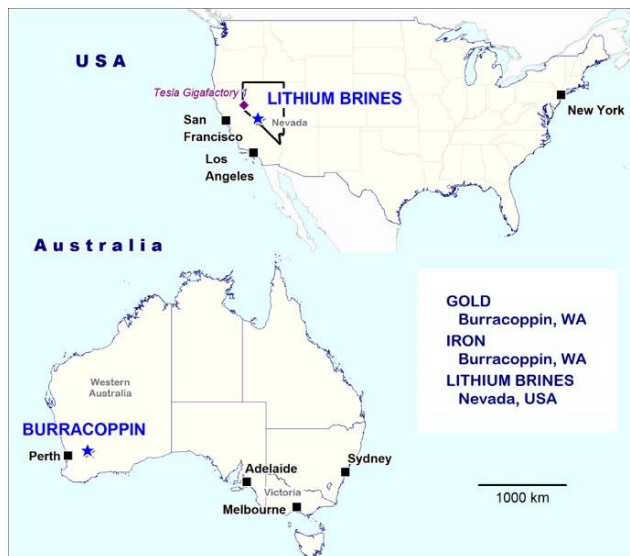 USA
Tesla Gigafactory 1
LITHIUM BRINES
Nevada
San
Francisco
Los
Angeles
New York
Australia
GOLD
Burracoppin, WA
IRON
Burracoppin, WA
LITHIUM BRINES
Nevada, USA
Western
Australia
BURRACOPPIN
Perth
Adelaide
Sydney
Victoria
Melbourne
1000 km